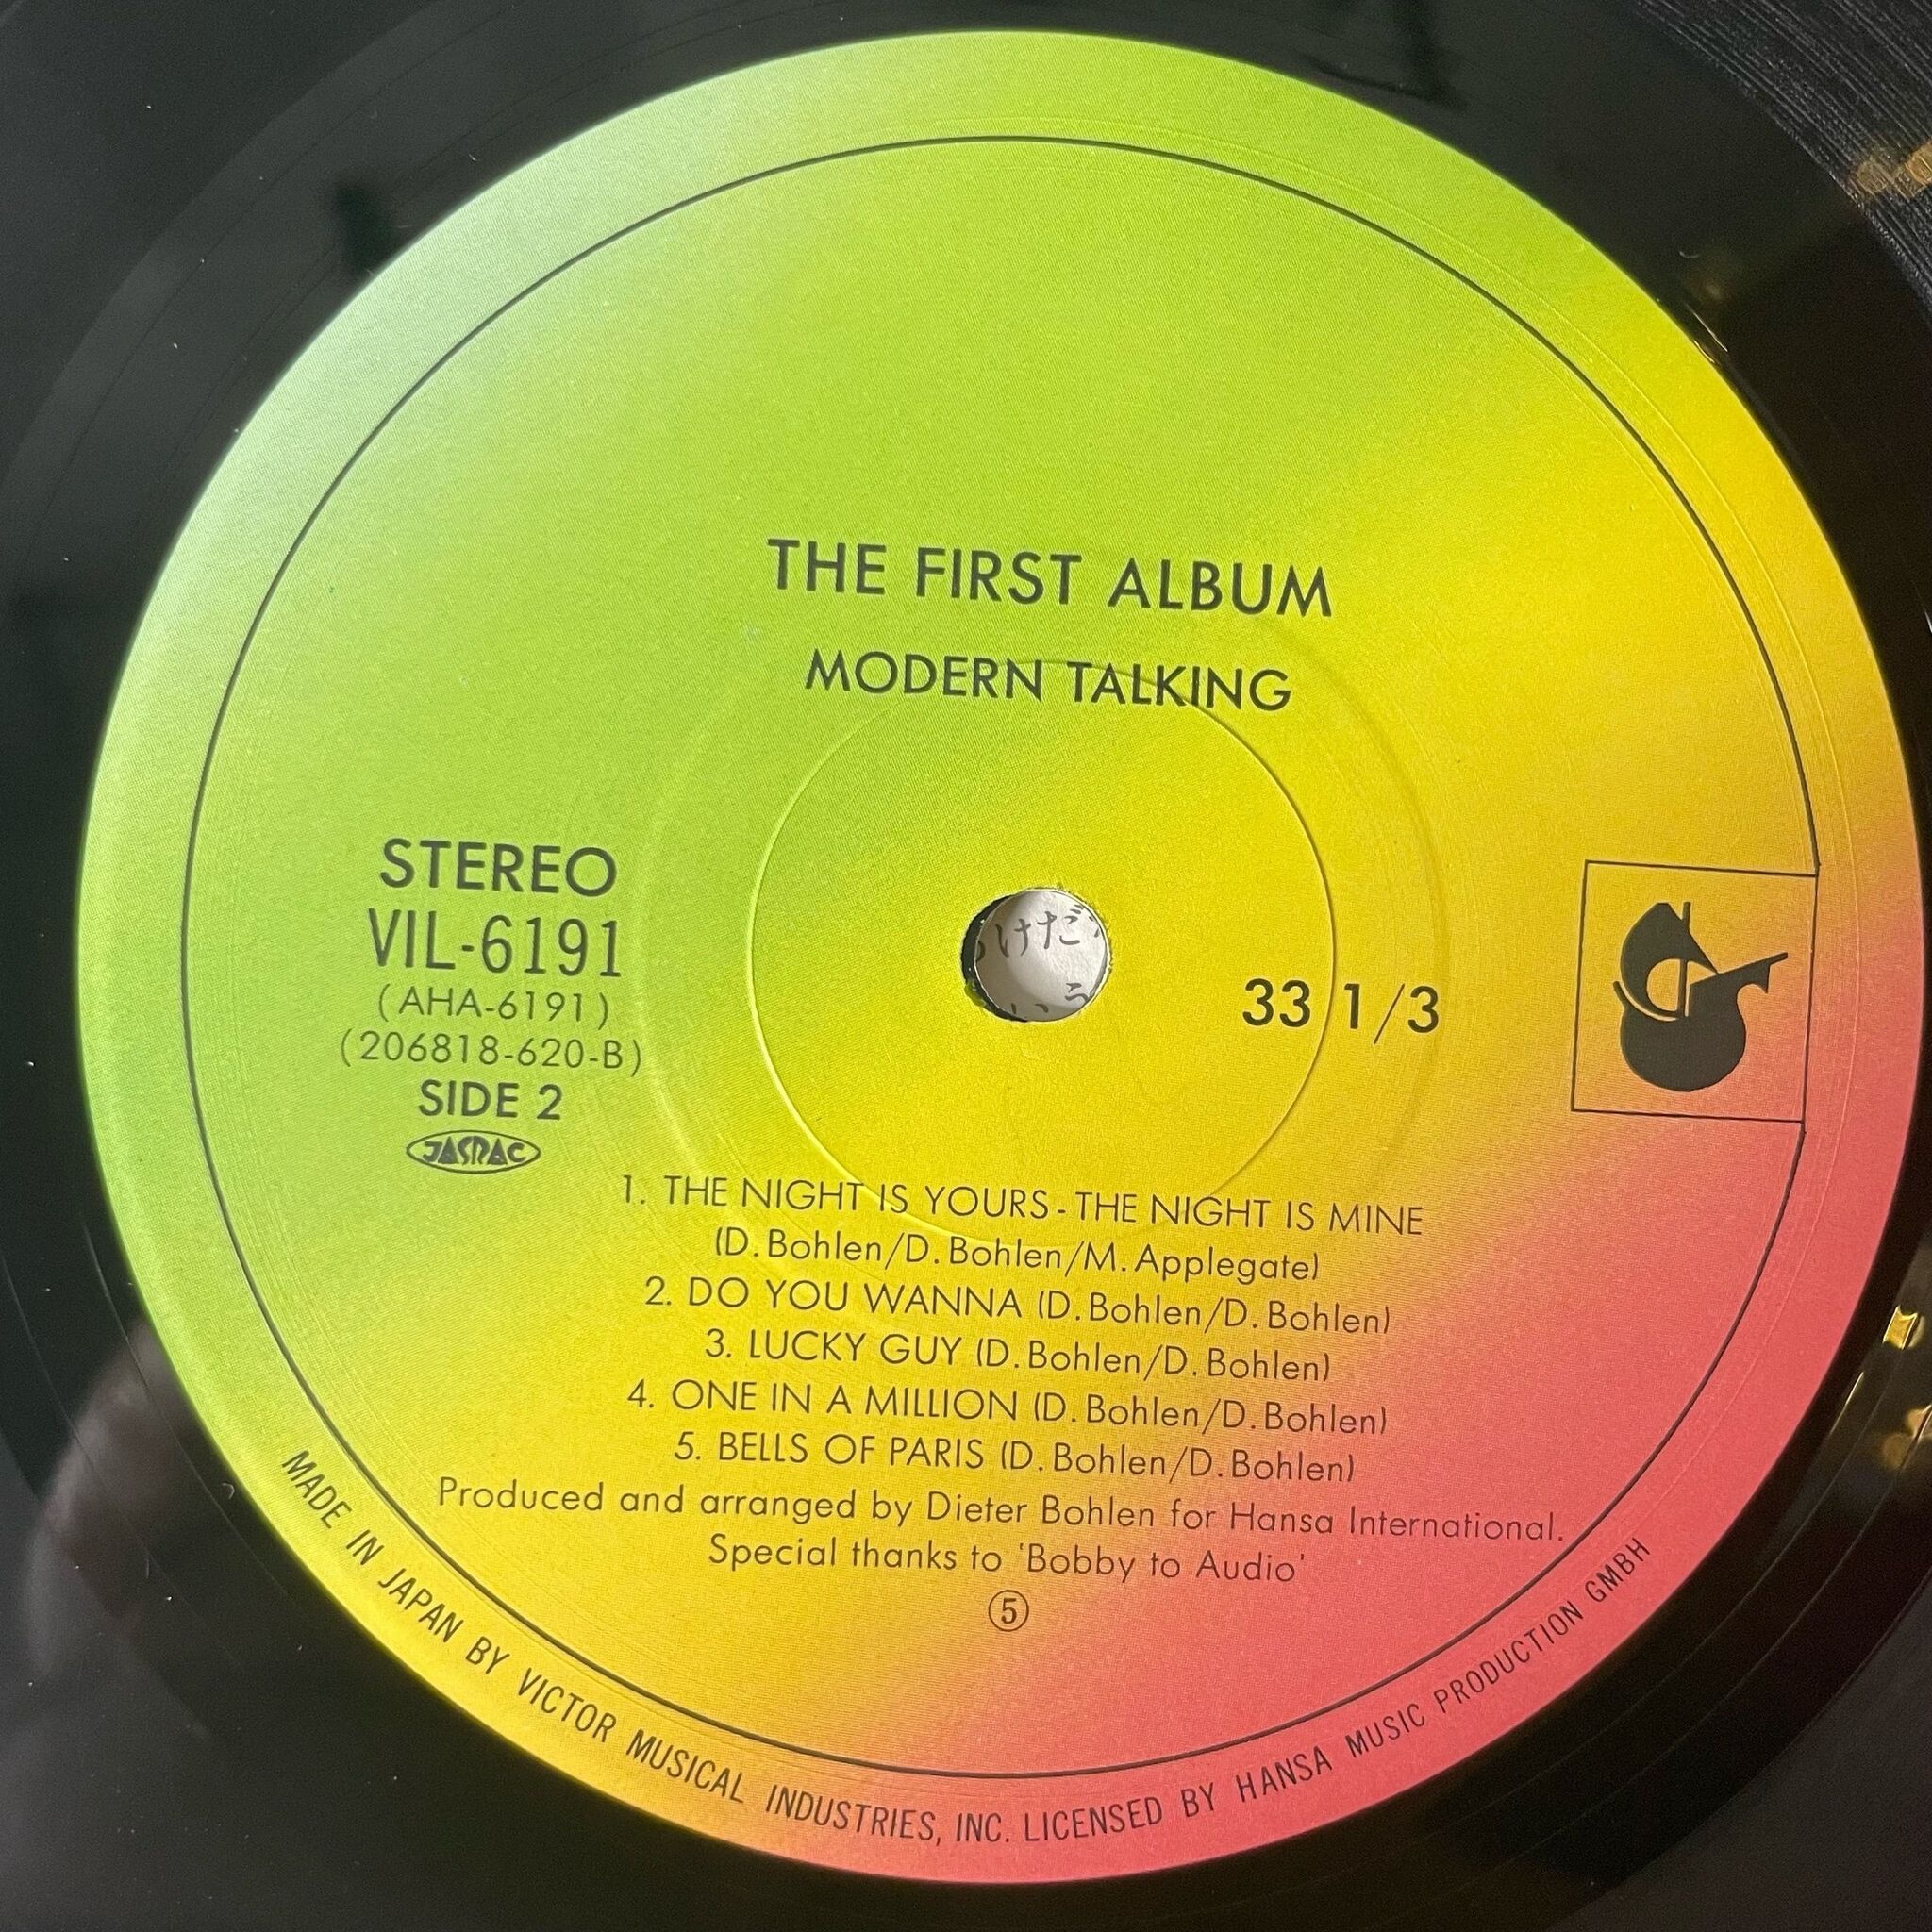 THE FIRST ALBUM
MODERN TALKING
STEREO
VIL-6191
(AHA-6191)
(206818-620-B)
SIDE 2
JASRAC
けだ
いう
33 1/3
1. THE NIGHT IS YOURS - THE NIGHT IS MINE
(D. Bohlen/D. Bohlen/M. Applegate)
2. DO YOU WANNA (D. Bohlen/D. Bohlen)
3. LUCKY GUY (D. Bohlen/D. Bohlen)
4. ONE IN A MILLION (D. Bohlen/D. Bohlen)
5. BELLS OF PARIS (D. Bohlen/D. Bohlen)
Produced and arranged by Dieter Bohlen for Hansa International.
Special thanks to 'Bobby to Audio'
⑤
MADE IN JAPAN BY VICTOR MUSICAL INDUSTRIES, INC. LICENSED BY HANSA MUSIC PRODUCTION GMBH